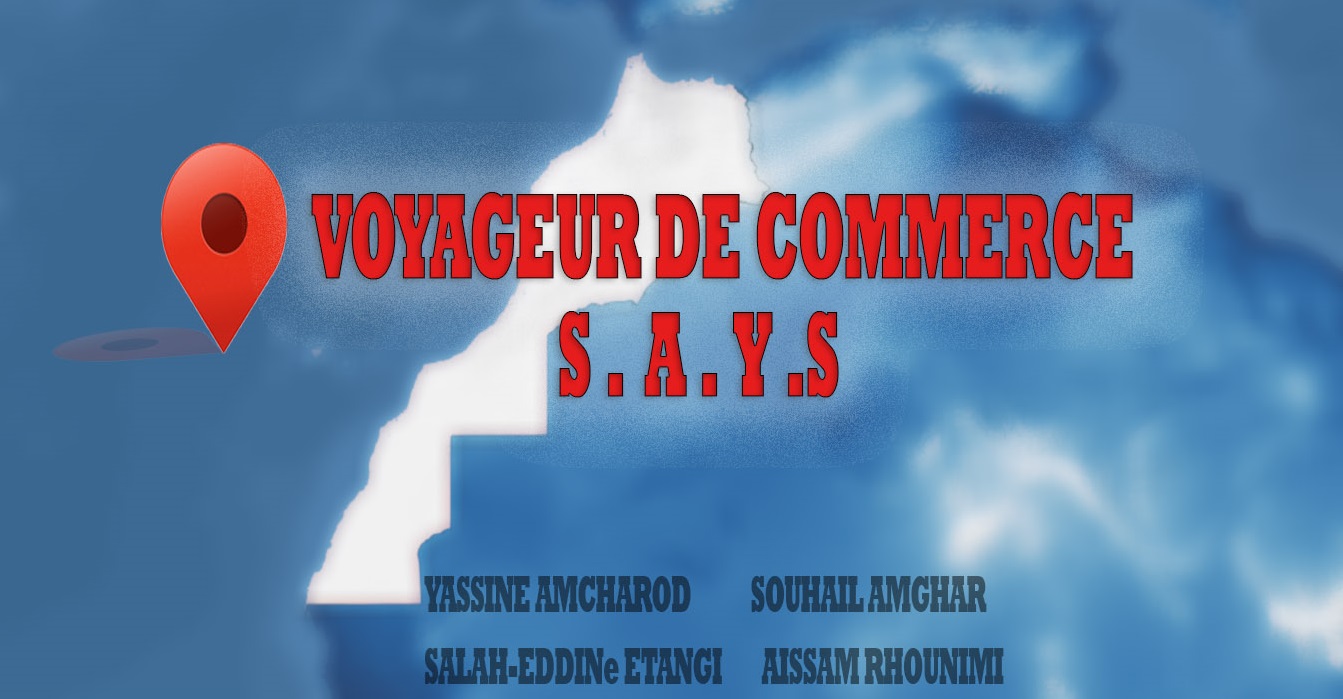 VOYAGEUR DE COMMERCE
S . A . Y .S
YASSINE AMCHAROD SOUHAIL AMGHAR
SALAH-EDDINe ETANGI AISSAM RHOUNIMI